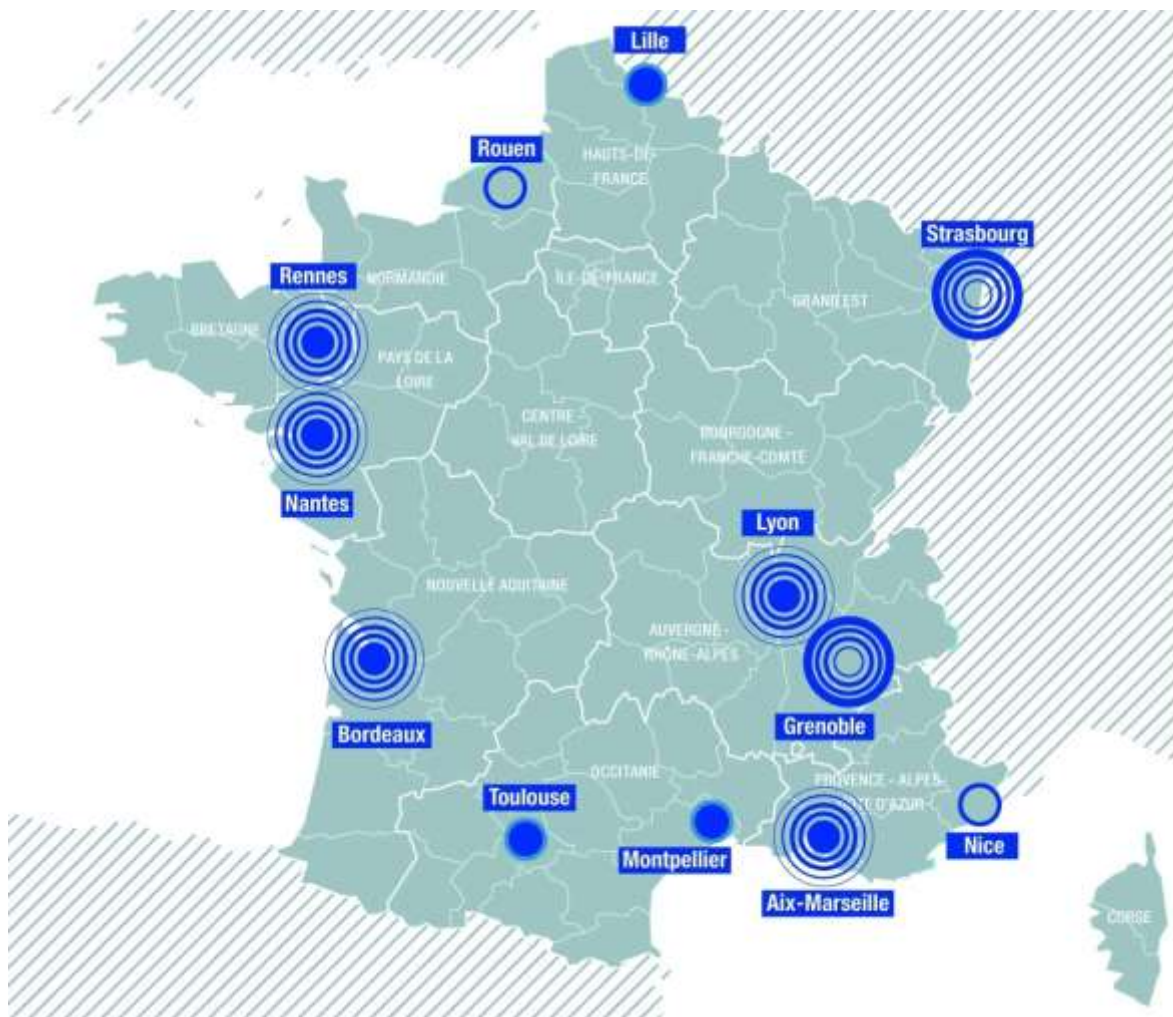 Lille
Rouen
HAUTS-DE-
FRANCE
Strasbourg
Rennes
NORMANDIE
ÎLE-DE-FRANCE
GRAND EST
BRETAGNE
PAYS DE LA
LOIRE
CENTRE -
VAL DE LOIRE
BOURGOGNE -
FRANCHE-COMTÉ
Nantes
Lyon
NOUVELLE AQUITAINE
AUVERGNE -
RHÔNE-ALPES
Bordeaux
Grenoble
OCCITANIE
PROVENCE - ALPES-
CÔTE D'AZUR
Toulouse
Montpellier
Nice
Aix-Marseille
CORSE